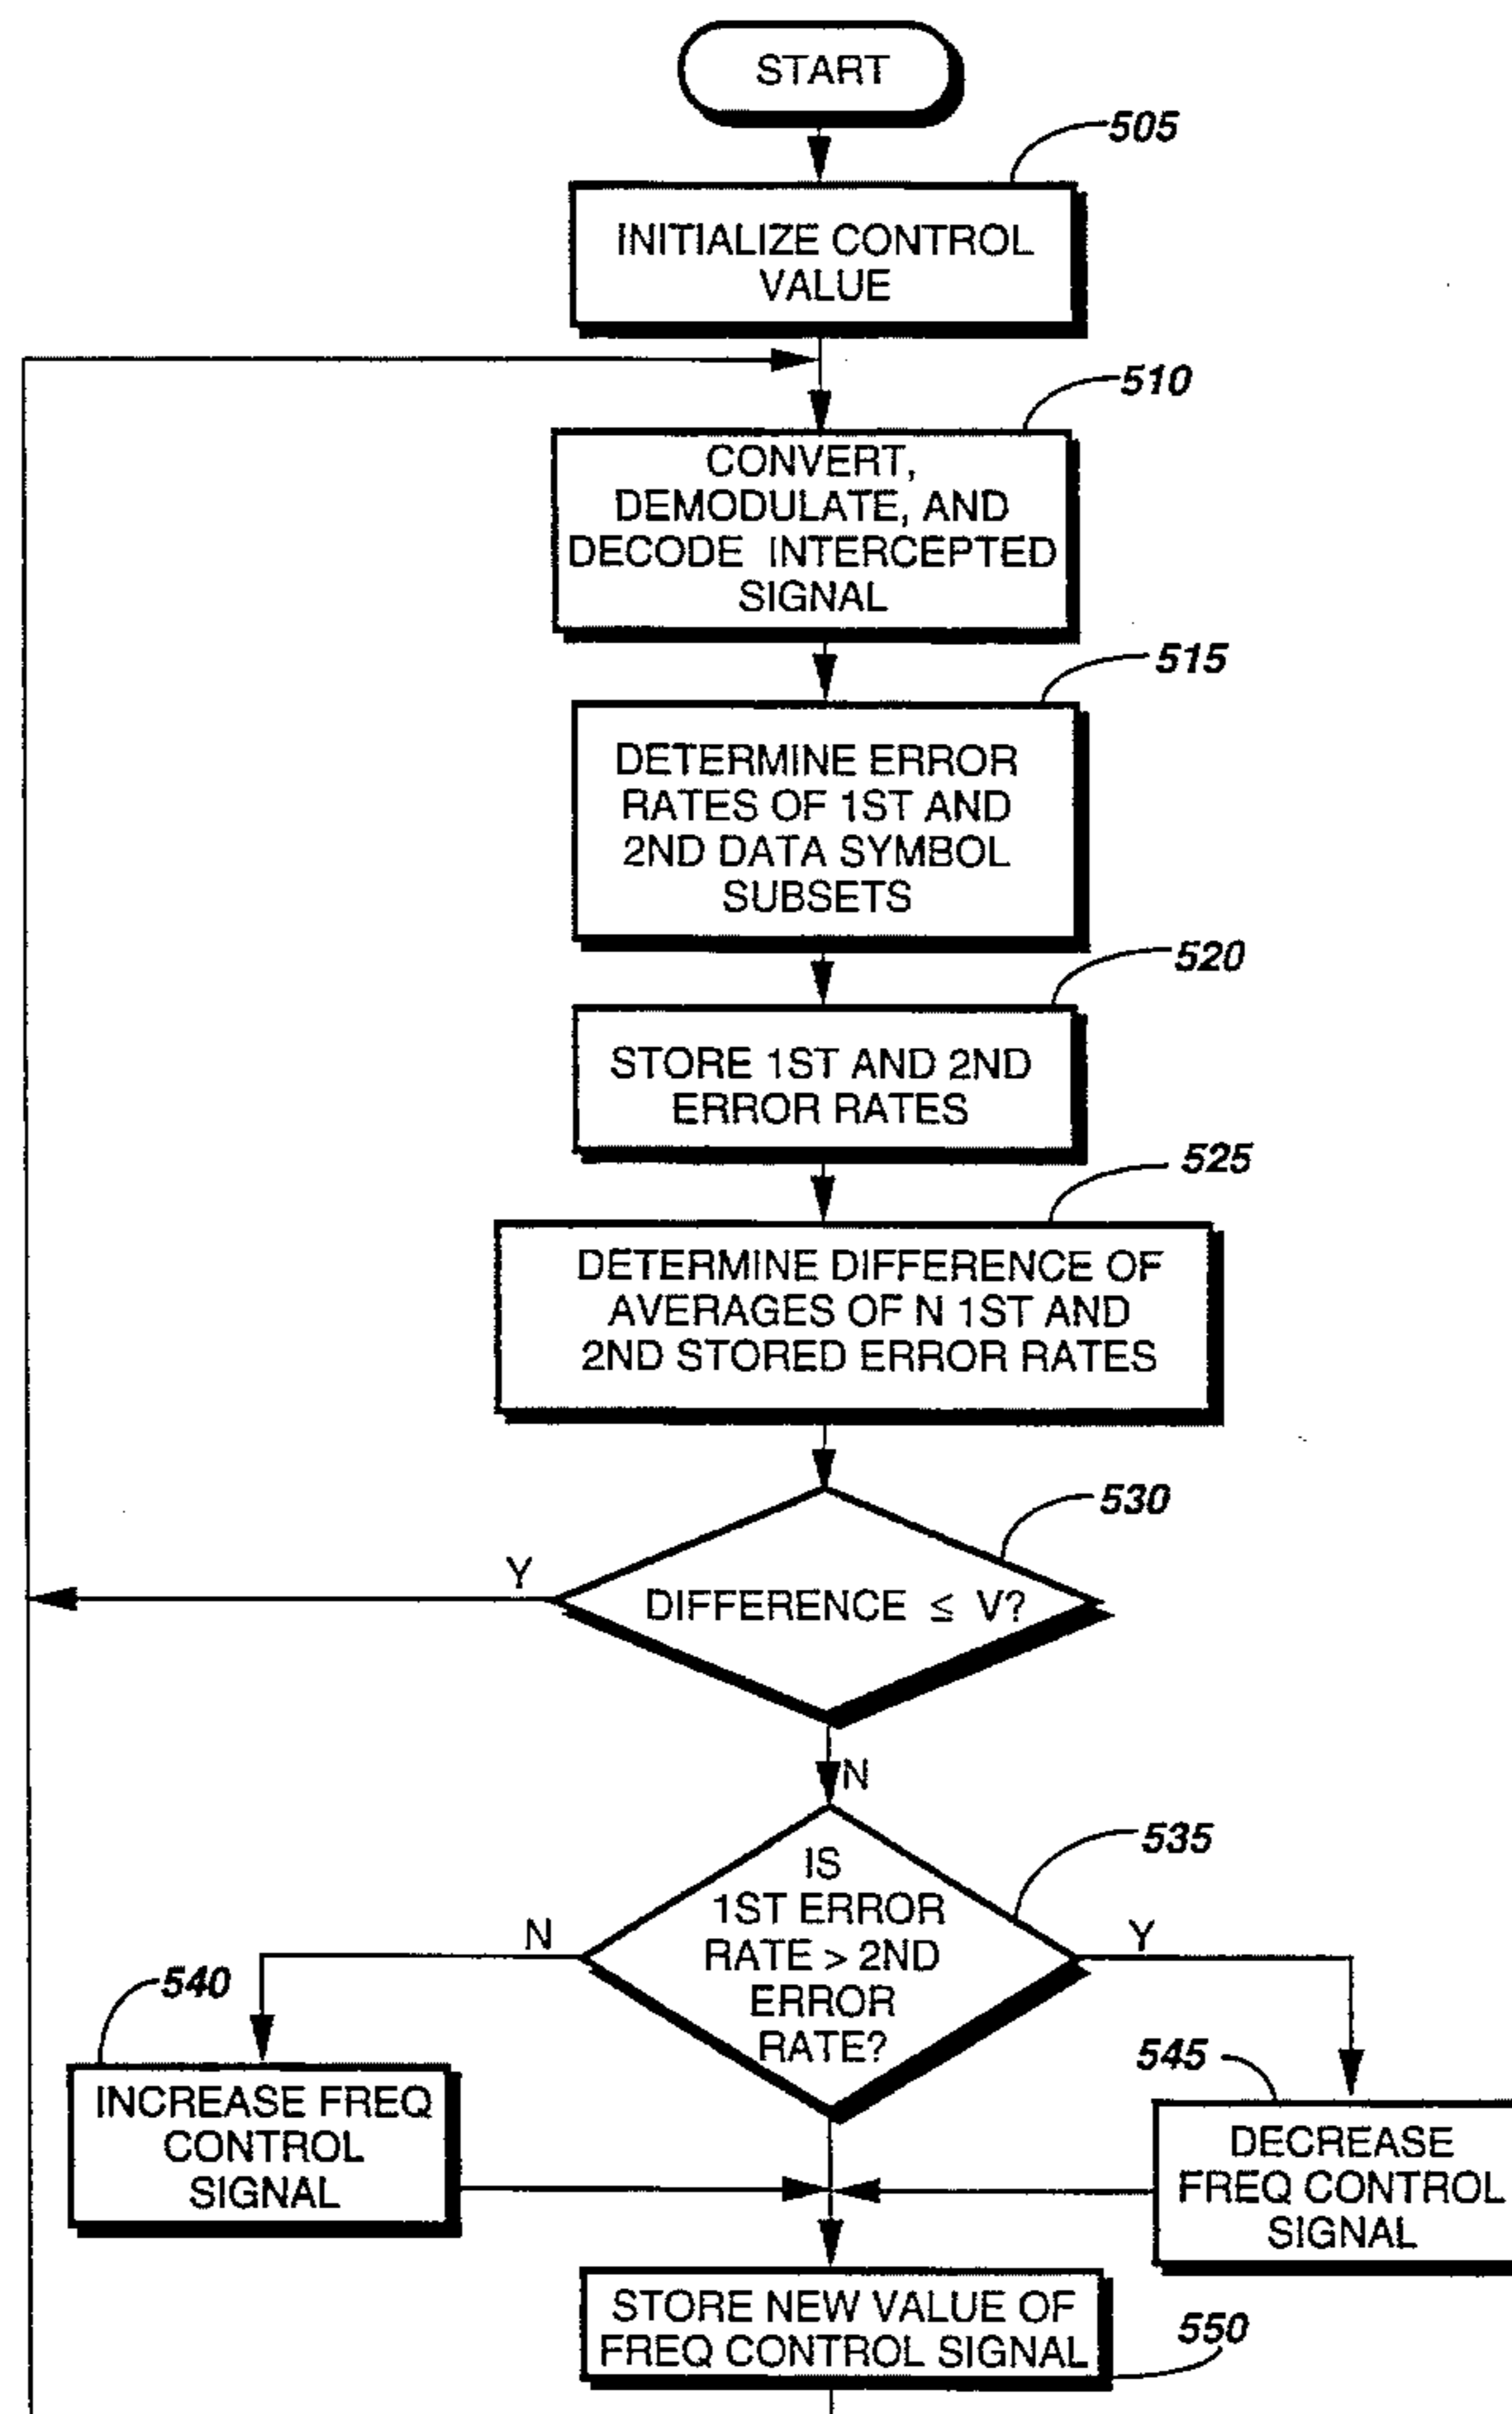 START
505
INITIALIZE CONTROL
VALUE
510
CONVERT,
DEMODULATE, AND
DECODE INTERCEPTED
SIGNAL
515
DETERMINE ERROR
RATES OF 1ST AND
2ND DATA SYMBOL
SUBSETS
520
STORE 1ST AND 2ND
ERROR RATES
525
DETERMINE DIFFERENCE OF
AVERAGES OF N 1ST AND
2ND STORED ERROR RATES
530
Y
DIFFERENCE ≤ V?
N
535
IS
1ST ERROR
RATE > 2ND
ERROR
RATE?
N
Y
540
INCREASE FREQ
CONTROL
SIGNAL
545
DECREASE
FREQ CONTROL
SIGNAL
STORE NEW VALUE OF
FREQ CONTROL SIGNAL
550